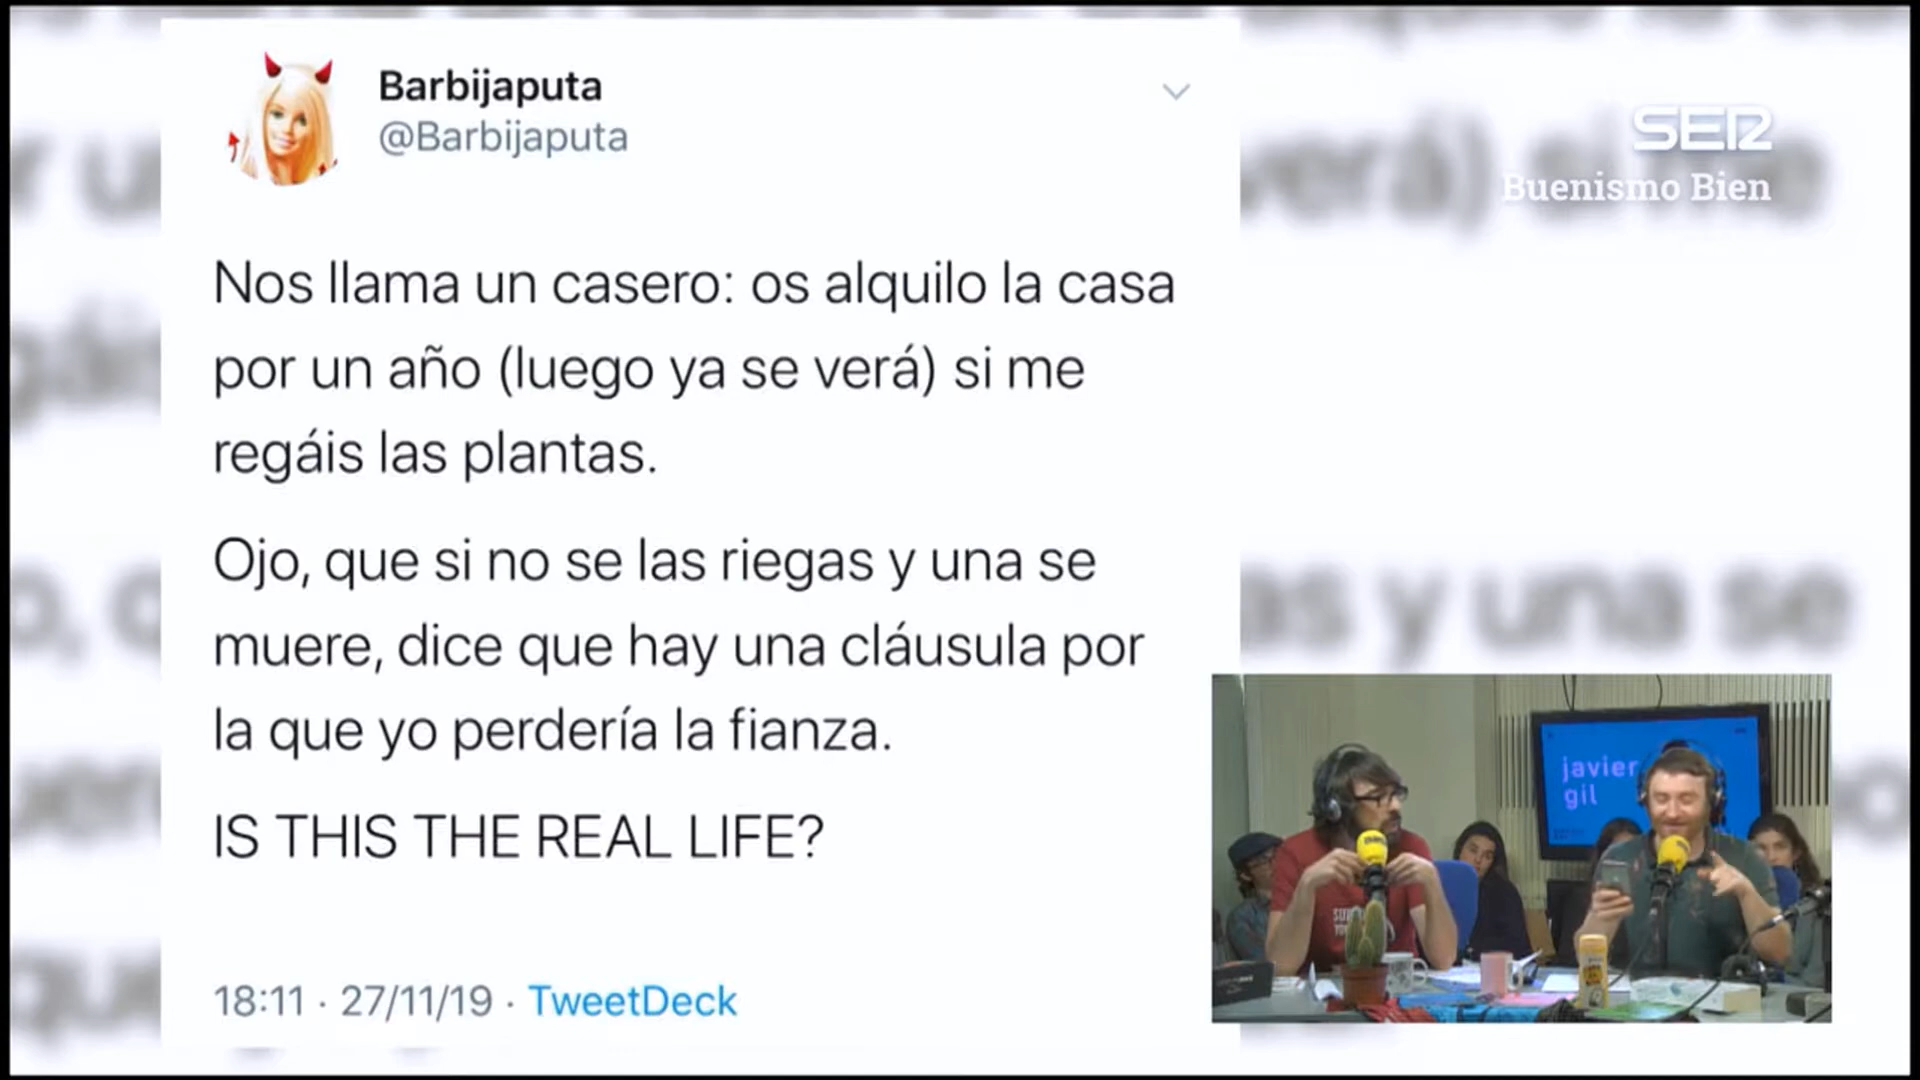 Barbijaputa
@Barbijaputa
SER
Buenismo Bien
Nos llama un casero: os alquilo la casa
por un año (luego ya se verá) si me
regáis las plantas.
Ojo, que si no se las riegas y una se
muere, dice que hay una cláusula por
la que yo perdería la fianza.
IS THIS THE REAL LIFE?
18:11 · 27/11/19 · TweetDeck
javier
gil